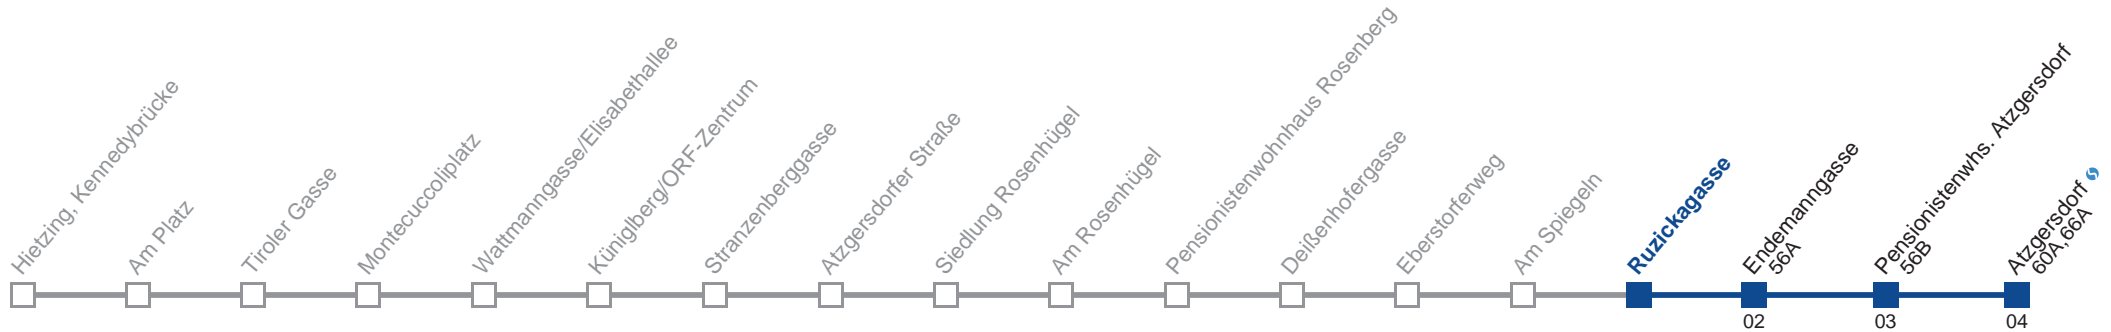 Hietzing, Kennedybrücke
Am Platz
Tiroler Gasse
Montecuccoliplatz
Wattmanngasse/Elisabethallee
Küniglberg/ORF-Zentrum
Stranzenberggasse
Atzgersdorfer Straße
Siedlung Rosenhügel
Am Rosenhügel
Pensionistenwohnhaus Rosenberg
Deißenhofergasse
Eberstorferweg
Am Spiegeln
Ruzickagasse
Endemanngasse
56A
02
Pensionistenwhs. Atzgersdorf
56B
03
Atzgersdorf
60A,66A
04